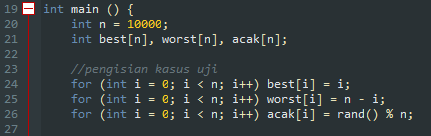 19 int main () {
20 int n = 10000;
21 int best[n], worst[n], acak[n];
22
23 //pengisian kasus uji
24 for (int i = 0; i < n; i++) best[i] = i;
25 for (int i = 0; i < n; i++) worst[i] = n - i;
26 for (int i = 0; i < n; i++) acak[i] = rand() % n;
27